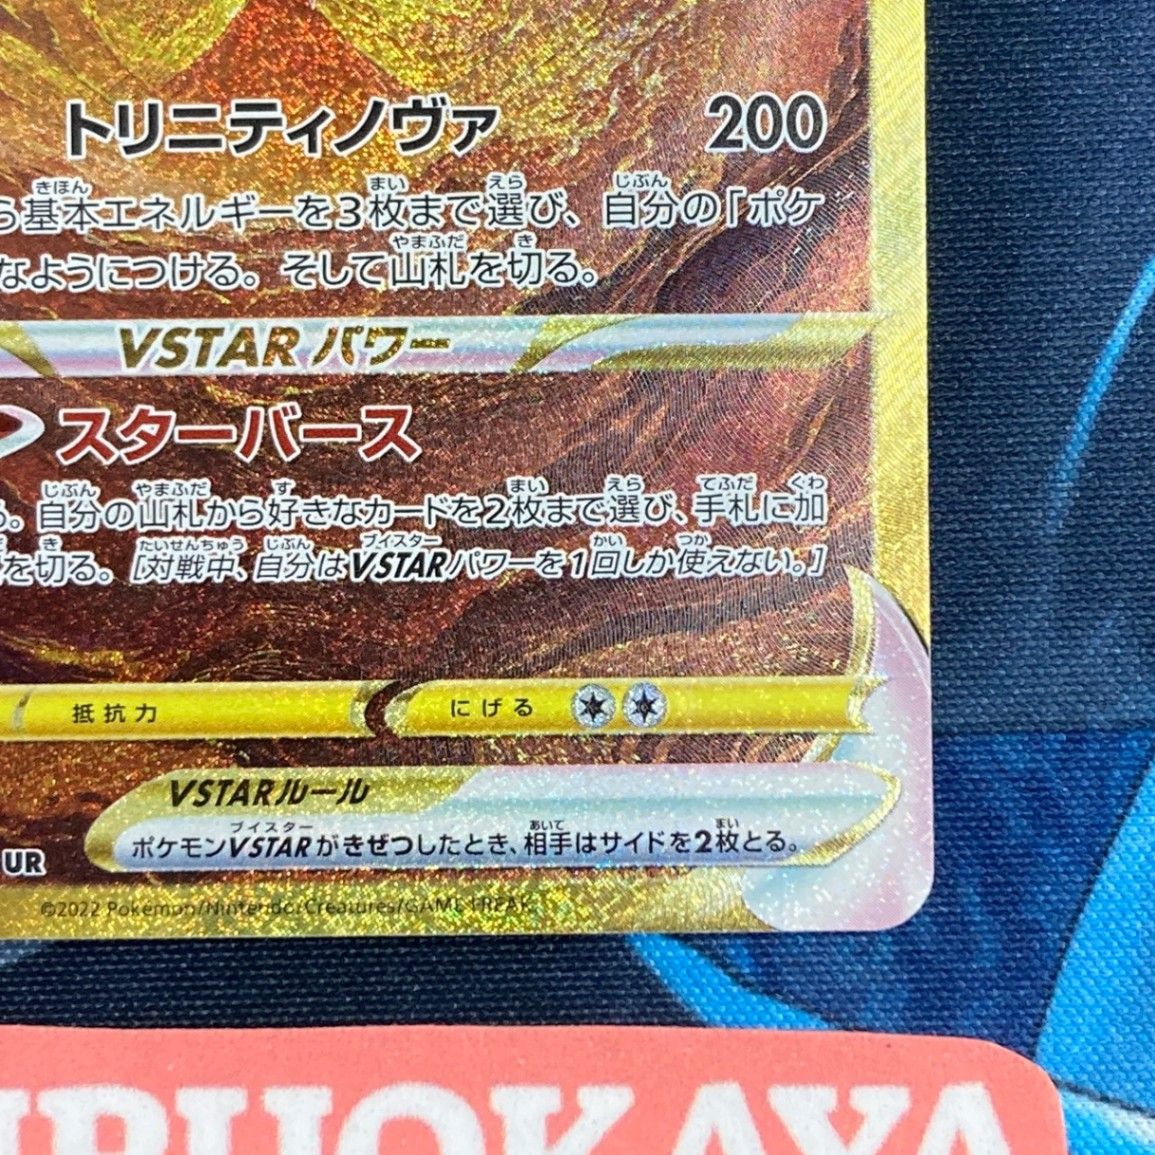 トリニティノヴァ 200
ら基本エネルギーを3枚まで選び、自分の「ポケ
なようにつける。そして山札を切る。
VSTARパワー
スターバース
。自分の山札から好きなカードを2枚まで選び、手札に加
を切る。[対戦中、自分はVSTARパワーを1回しか使えない。]
抵抗力 にげる
VSTARルール
ポケモンVSTARがきぜつしたとき、相手はサイドを2枚とる。
UR
©2022 Pokémon/Nintendo/Creatures/GAME FREAK.